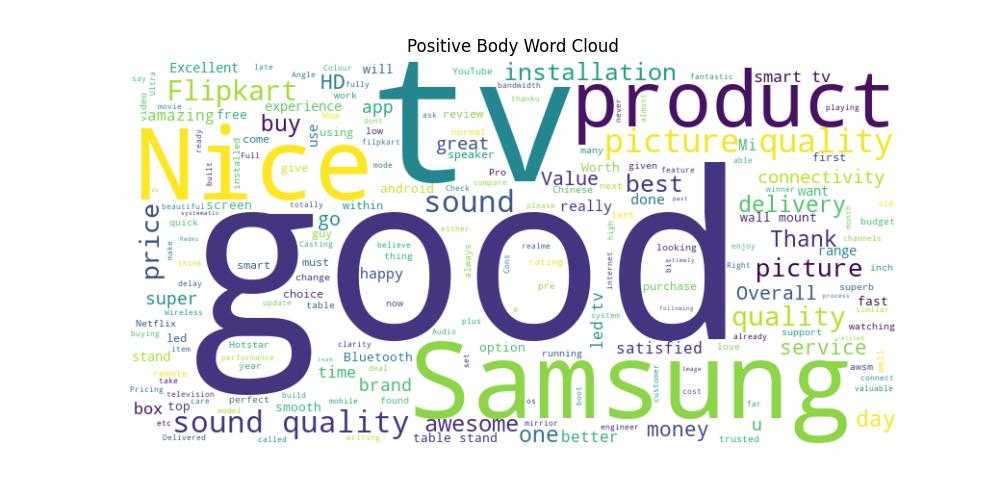 Positive Body Word Cloud
Excellent late Angle Colour will YouTube installation fantastic smart tv
say Ultra HD fully bandwidth
video movie Flipkart work tv thanku product never almost playing
amazing free experience app ask review
Wow dont
ready come buy use using low filpkart great normal many picture quality
Nice built installed Full give mode speaker Worth given feature Mi able first
Pro Value Chinese next best past winner connectivity
Vu android Check compare done want old
beautiful screen totally within sound please really last delivery month budget
systematic quick go either good high wall mount channels
price make Redmi guy Casting believe always realme looking enjoy Thank range
think smart must thing Cons rating bit timely Right picture inch
delay change happy internet
super choice pre purchase Overall superb fast
Wireless update table now e led tv system following quality process similar
Netflix plus watching
buying led Audio already support related
item Hotstar clarity Samsung set option running satisfied love service awsm well
stand performance Bluetooth
remote year team time deal brand boot customer Image cost connect valuable
Pricing take television care build
box top perfect smooth mobile found os far day
etc sound quality model awesome mirrior one engineer money u
Delivered called writing table stand better trusted